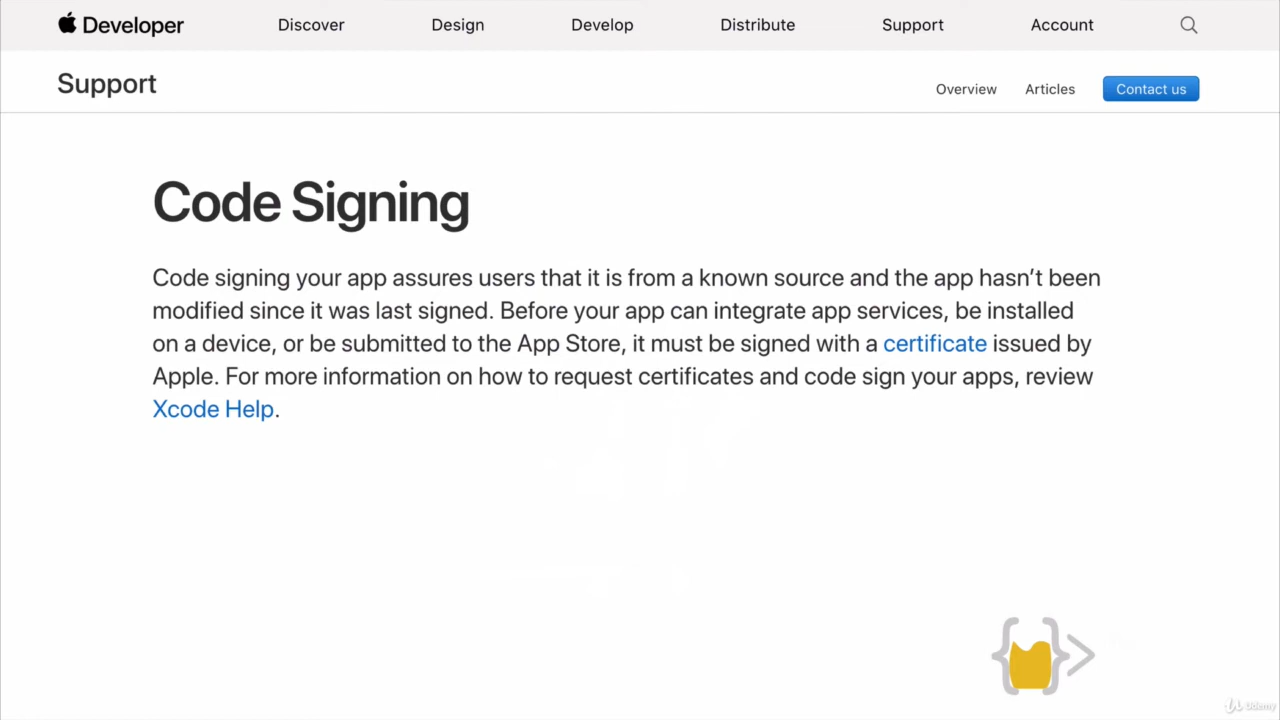 Developer
Discover
Design
Develop
Distribute
Support
Account
Support
Overview
Articles
Contact us
Code Signing
Code signing your app assures users that it is from a known source and the app hasn’t been
modified since it was last signed. Before your app can integrate app services, be installed
on a device, or be submitted to the App Store, it must be signed with a certificate issued by
Apple. For more information on how to request certificates and code sign your apps, review
Xcode Help.
{ }>
Udemy